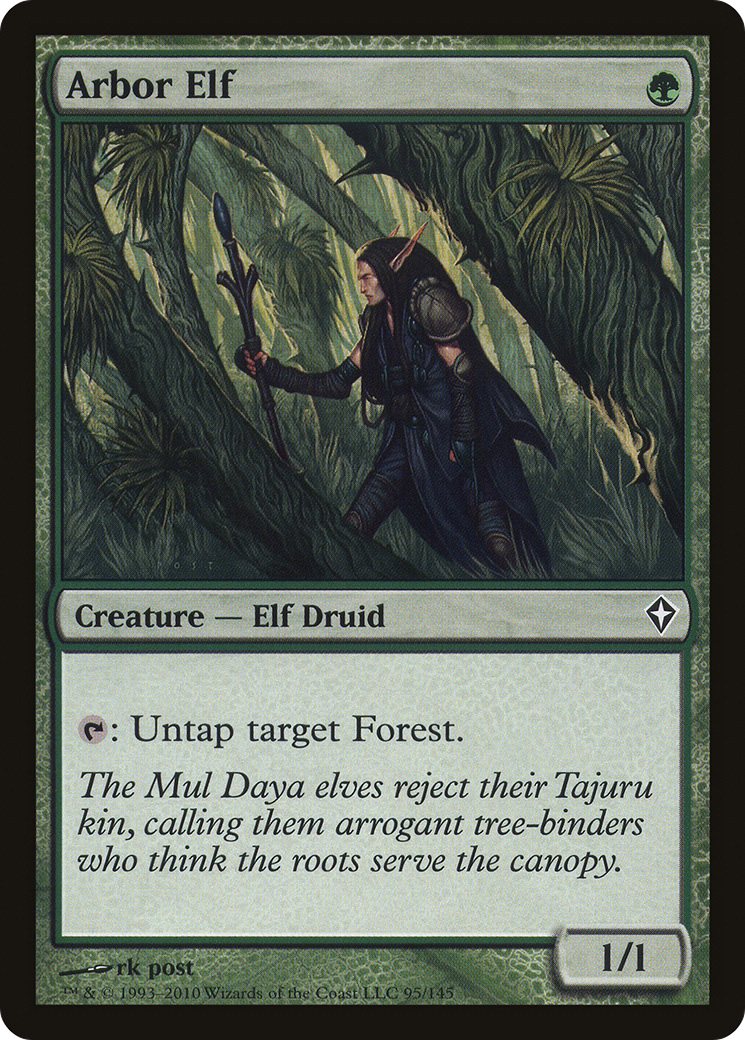 Arbor Elf
Creature — Elf Druid
: Untap target Forest.
The Mul Daya elves reject their Tajuru
kin, calling them arrogant tree-binders
who think the roots serve the canopy.
1/1
rk post
™ & © 1993–2010 Wizards of the Coast LLC 95/145